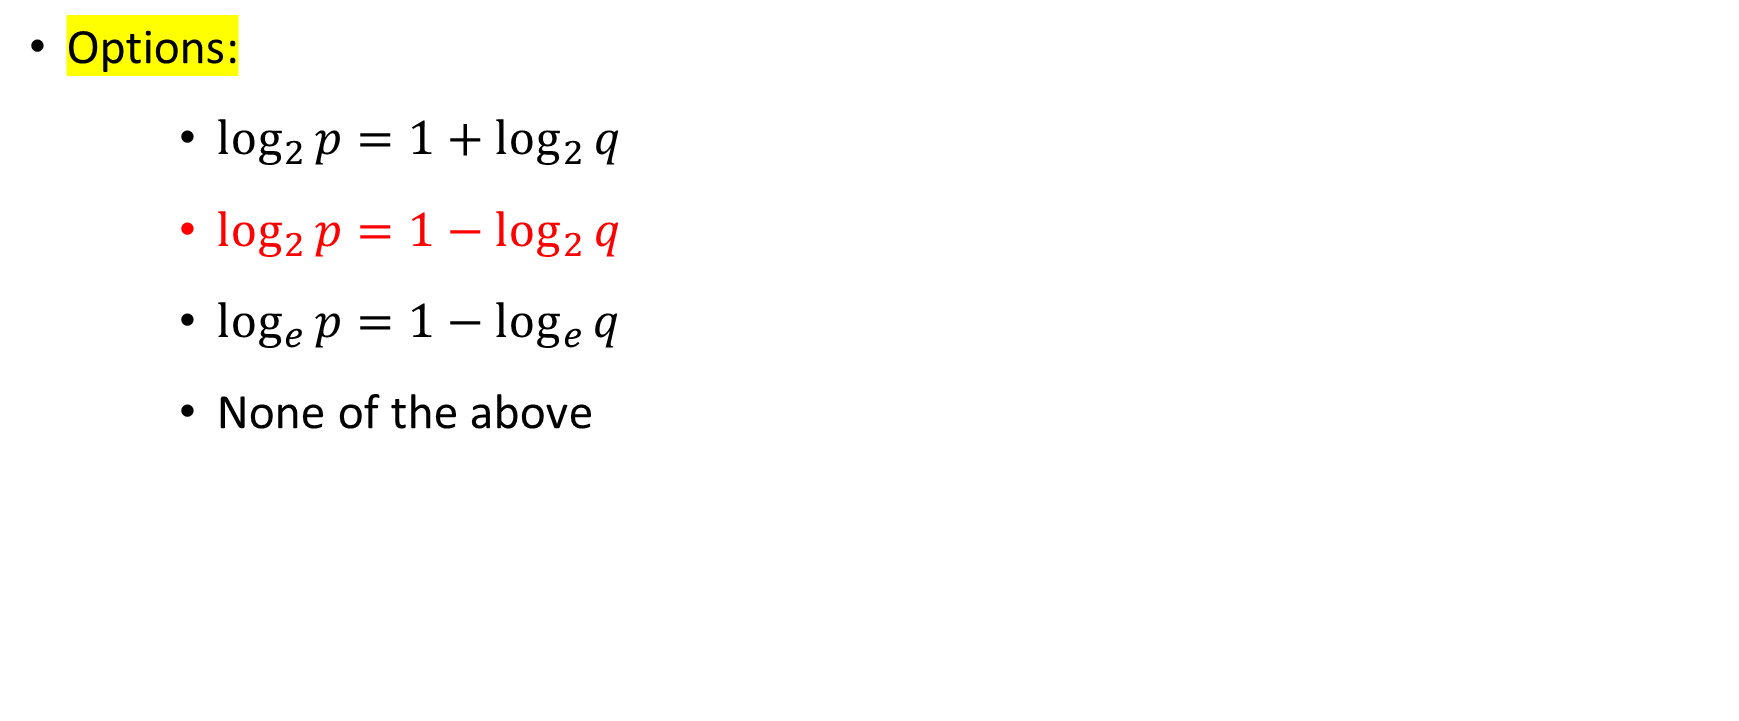 • Options:
• log₂ p = 1 + log₂ q
• log₂ p = 1 − log₂ q
• logₑ p = 1 − logₑ q
• None of the above